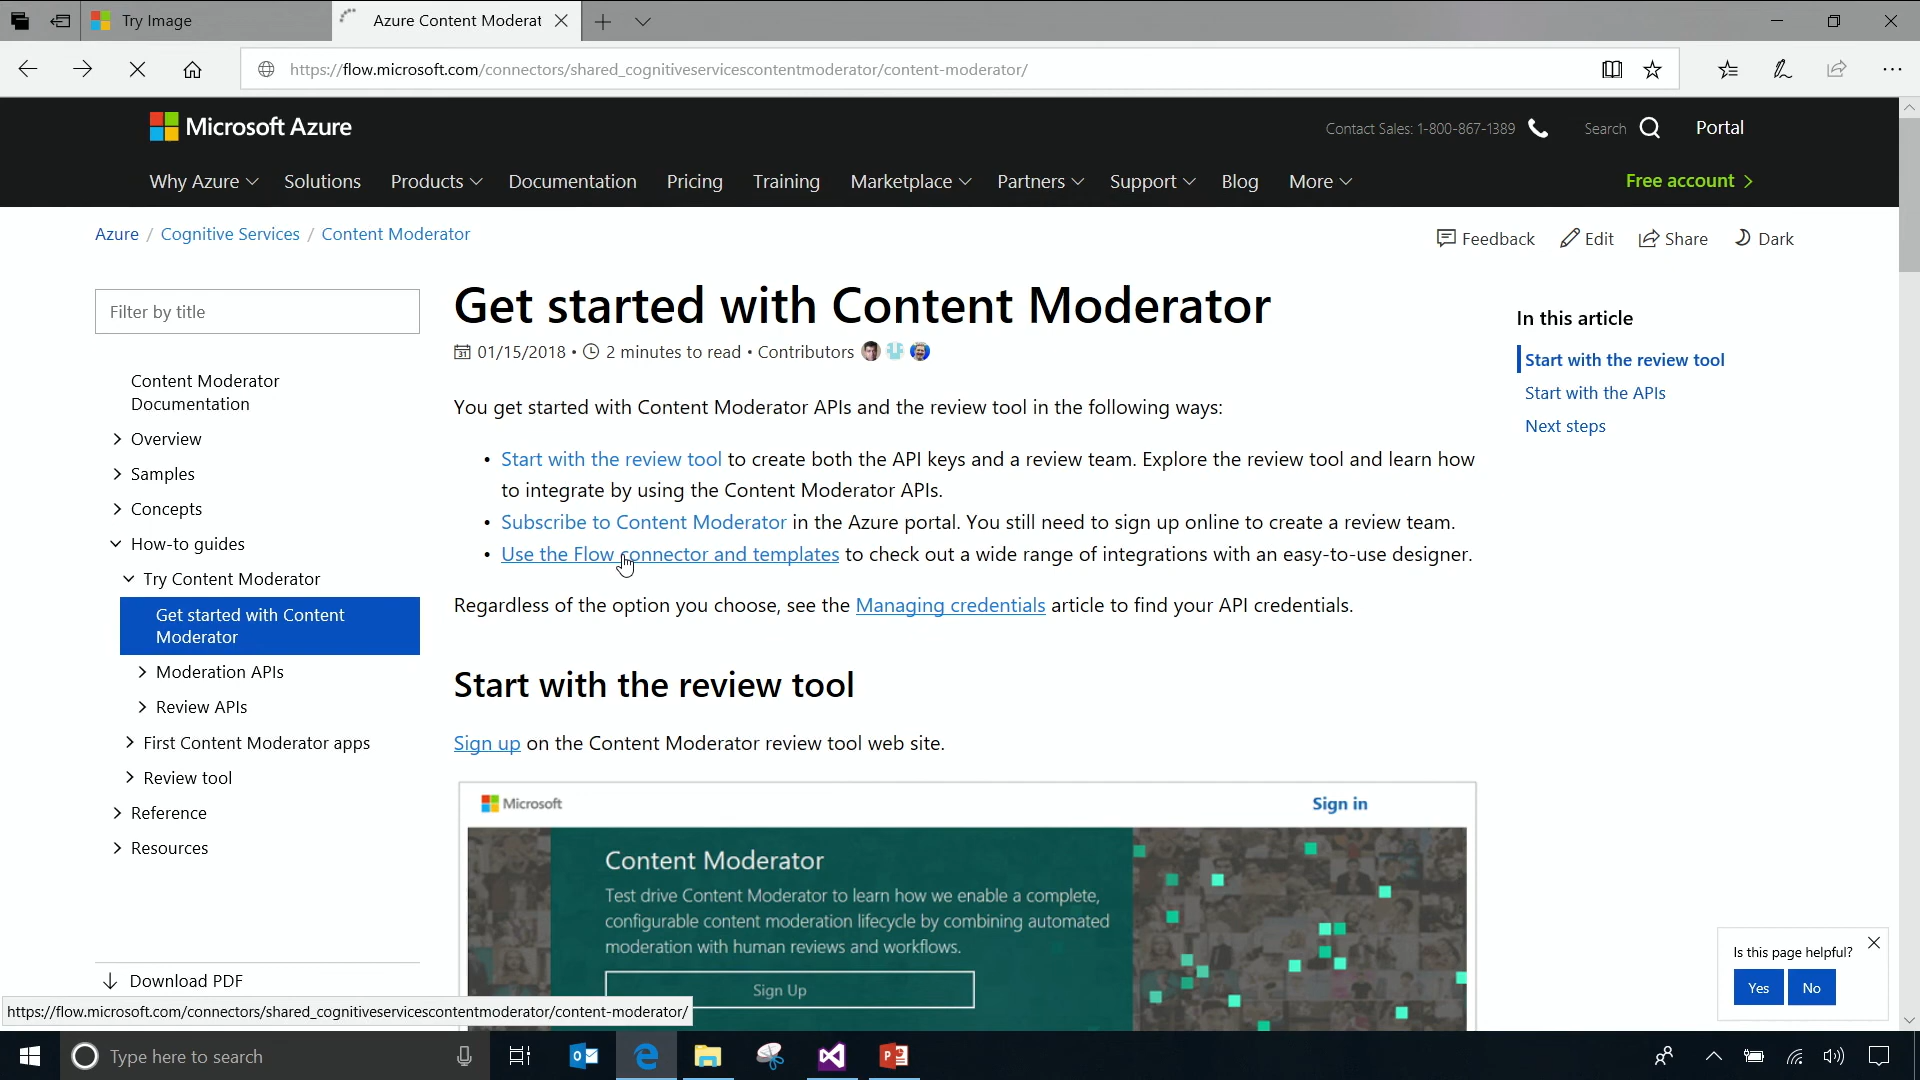 Try Image
Azure Content Moderat
https://flow.microsoft.com/connectors/shared_cognitiveservicescontentmoderator/content-moderator/
Microsoft Azure
Contact Sales: 1-800-867-1389
Search
Portal
Why Azure
Solutions
Products
Documentation
Pricing
Training
Marketplace
Partners
Support
Blog
More
Free account
Azure / Cognitive Services / Content Moderator
Feedback
Edit
Share
Dark
Filter by title
Content Moderator
Documentation
Overview
Samples
Concepts
How-to guides
Try Content Moderator
Get started with Content
Moderator
Moderation APIs
Review APIs
First Content Moderator apps
Review tool
Reference
Resources
Download PDF
Get started with Content Moderator
01/15/2018 • 2 minutes to read • Contributors
You get started with Content Moderator APIs and the review tool in the following ways:
• Start with the review tool to create both the API keys and a review team. Explore the review tool and learn how
to integrate by using the Content Moderator APIs.
• Subscribe to Content Moderator in the Azure portal. You still need to sign up online to create a review team.
• Use the Flow connector and templates to check out a wide range of integrations with an easy-to-use designer.
Regardless of the option you choose, see the Managing credentials article to find your API credentials.
Start with the review tool
Sign up on the Content Moderator review tool web site.
Microsoft
Sign in
Content Moderator
Test drive Content Moderator to learn how we enable a complete,
configurable content moderation lifecycle by combining automated
moderation with human reviews and workflows.
Sign Up
In this article
Start with the review tool
Start with the APIs
Next steps
Is this page helpful?
Yes
No
https://flow.microsoft.com/connectors/shared_cognitiveservicescontentmoderator/content-moderator/
Type here to search